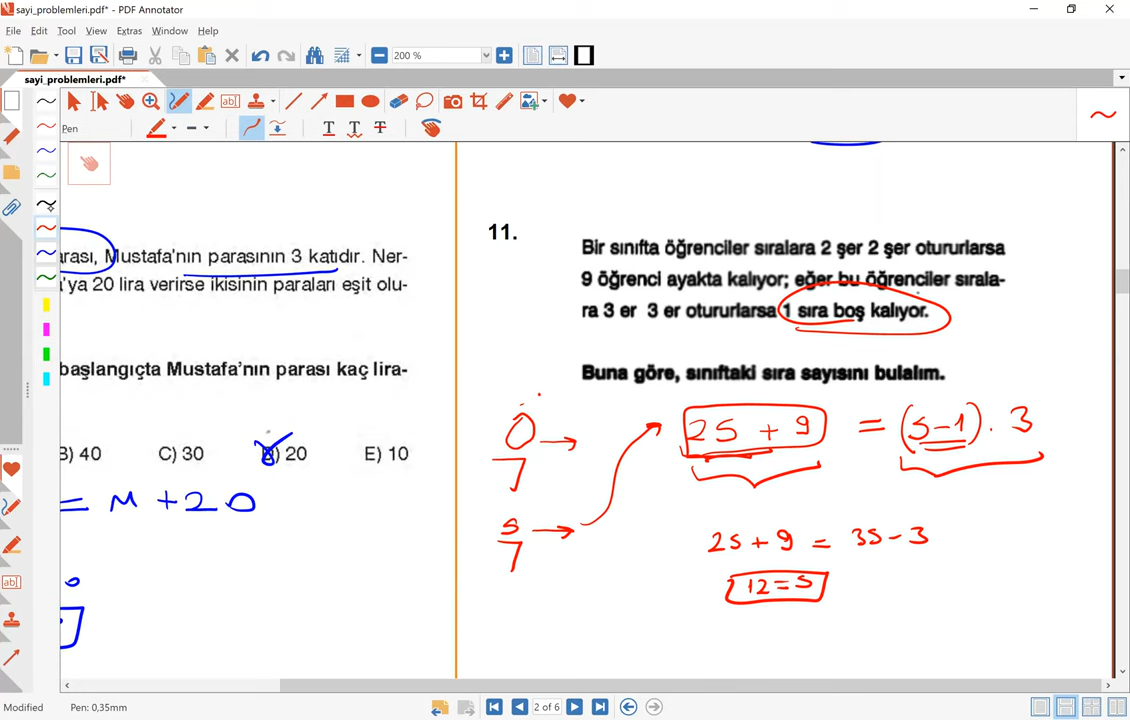 sayi_problemleri.pdf* - PDF Annotator
File Edit Tool View Extras Window Help
200 %
sayi_problemleri.pdf*
Pen
arası, Mustafa'nın parasının 3 katıdır. Ner-
'ya 20 lira verirse ikisinin paraları eşit olu-
başlangıçta Mustafa'nın parası kaç lira-
B) 40 C) 30 D) 20 E) 10
= M + 20
11.
Bir sınıfta öğrenciler sıralara 2 şer 2 şer otururlarsa
9 öğrenci ayakta kalıyor; eğer bu öğrenciler sırala-
ra 3 er 3 er otururlarsa 1 sıra boş kalıyor.
Buna göre, sınıftaki sıra sayısını bulalım.
Ö →
2S + 9 = (S-1) . 3
S →
2S + 9 = 3S - 3
12 = S
Modified Pen: 0,35mm 2 of 6